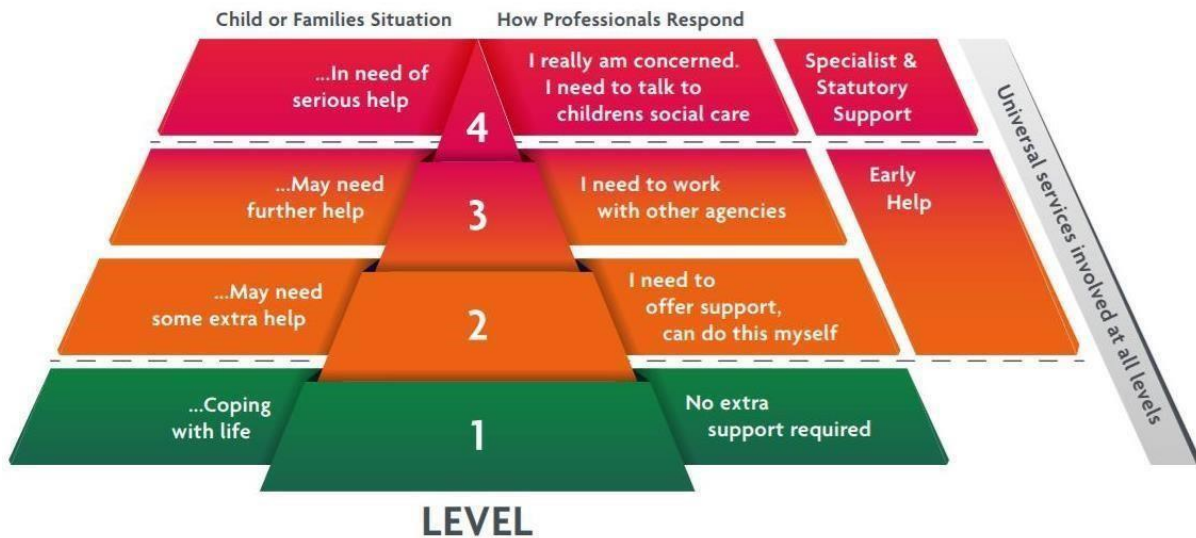 Child or Families Situation
How Professionals Respond
...In need of
serious help
4
I really am concerned.
I need to talk to
childrens social care
Specialist &
Statutory
Support
...May need
further help
3
I need to work
with other agencies
Early
Help
...May need
some extra help
2
I need to
offer support,
can do this myself
...Coping
with life
1
No extra
support required
Universal services involved at all levels
LEVEL